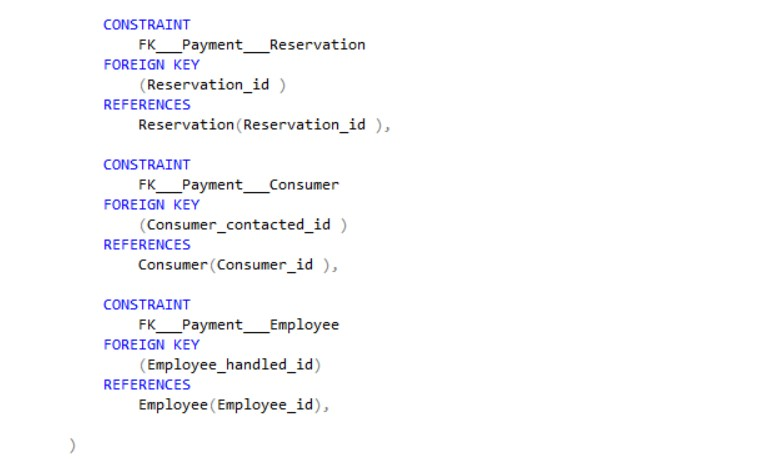 CONSTRAINT
FK___Payment___Reservation
FOREIGN KEY
(Reservation_id )
REFERENCES
Reservation(Reservation_id ),
CONSTRAINT
FK___Payment___Consumer
FOREIGN KEY
(Consumer_contacted_id )
REFERENCES
Consumer(Consumer_id ),
CONSTRAINT
FK___Payment___Employee
FOREIGN KEY
(Employee_handled_id)
REFERENCES
Employee(Employee_id),
)